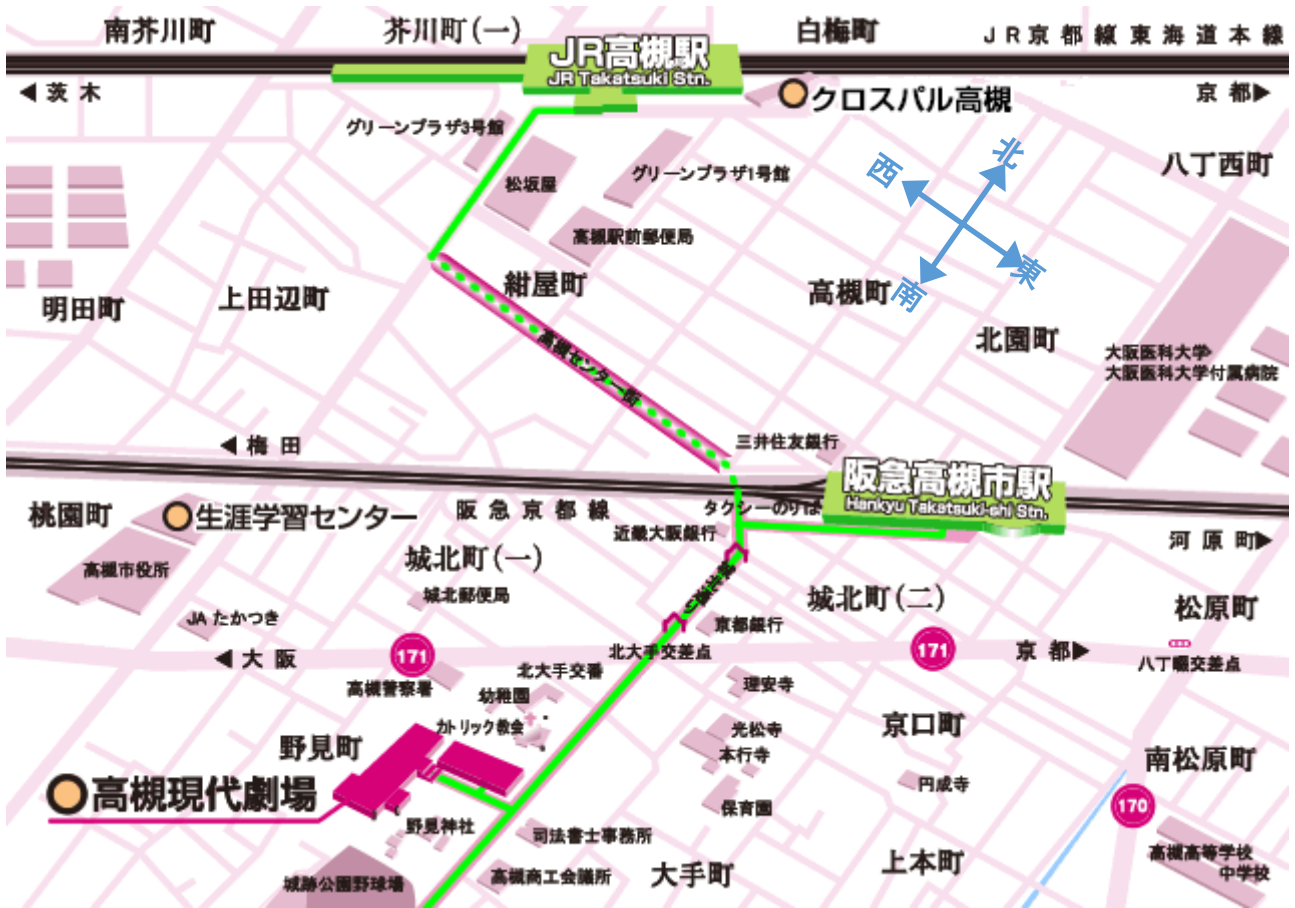 南芥川町
芥川町(一)
白梅町
JR京都線東海道本線
JR高槻駅
JR Takatsuki Stn.
◀茨木
クロスパル高槻
京都▶
グリーンプラザ3号館
松坂屋
グリーンプラザ1号館
高槻駅前郵便局
西
北
東
南
八丁西町
明田町
上田辺町
紺屋町
高槻町
北園町
高槻センター街
大阪医科大学
大阪医科大学付属病院
◀梅田
三井住友銀行
阪急高槻市駅
Hankyu Takatsuki-shi Stn.
桃園町
生涯学習センター
阪急京都線
タクシーのりば
近畿大阪銀行
河原町▶
高槻市役所
城北町(一)
城北郵便局
城北町(二)
松原町
JAたかつき
京都銀行
◀大阪
171
北大手交差点
171
京都▶
八丁畷交差点
高槻警察署
北大手交番
幼稚園
カトリック教会
理安寺
光松寺
本行寺
京口町
野見町
南松原町
高槻現代劇場
円成寺
保育園
170
野見神社
司法書士事務所
高槻商工会議所
大手町
上本町
高槻高等学校
中学校
城跡公園野球場